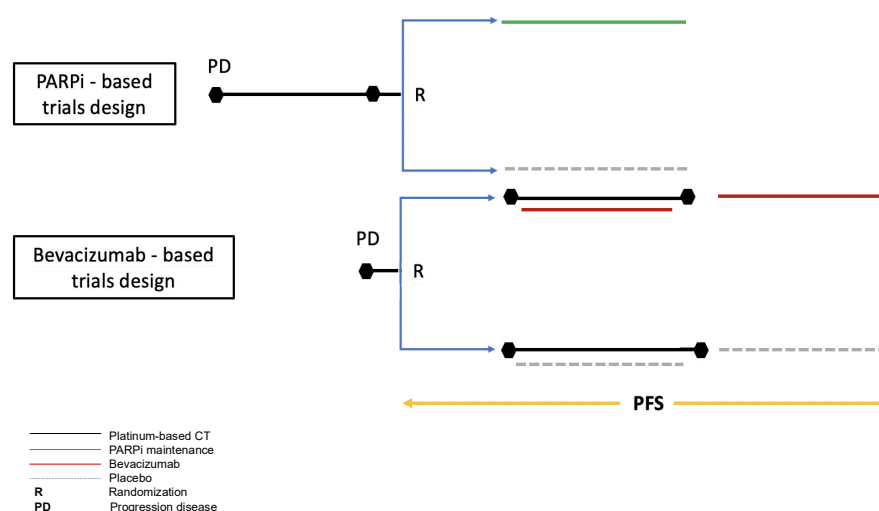 PD
PARPi - based
trials design
R
PD
Bevacizumab - based
trials design
R
PFS
Platinum-based CT
PARPi maintenance
Bevacizumab
Placebo
R Randomization
PD Progression disease